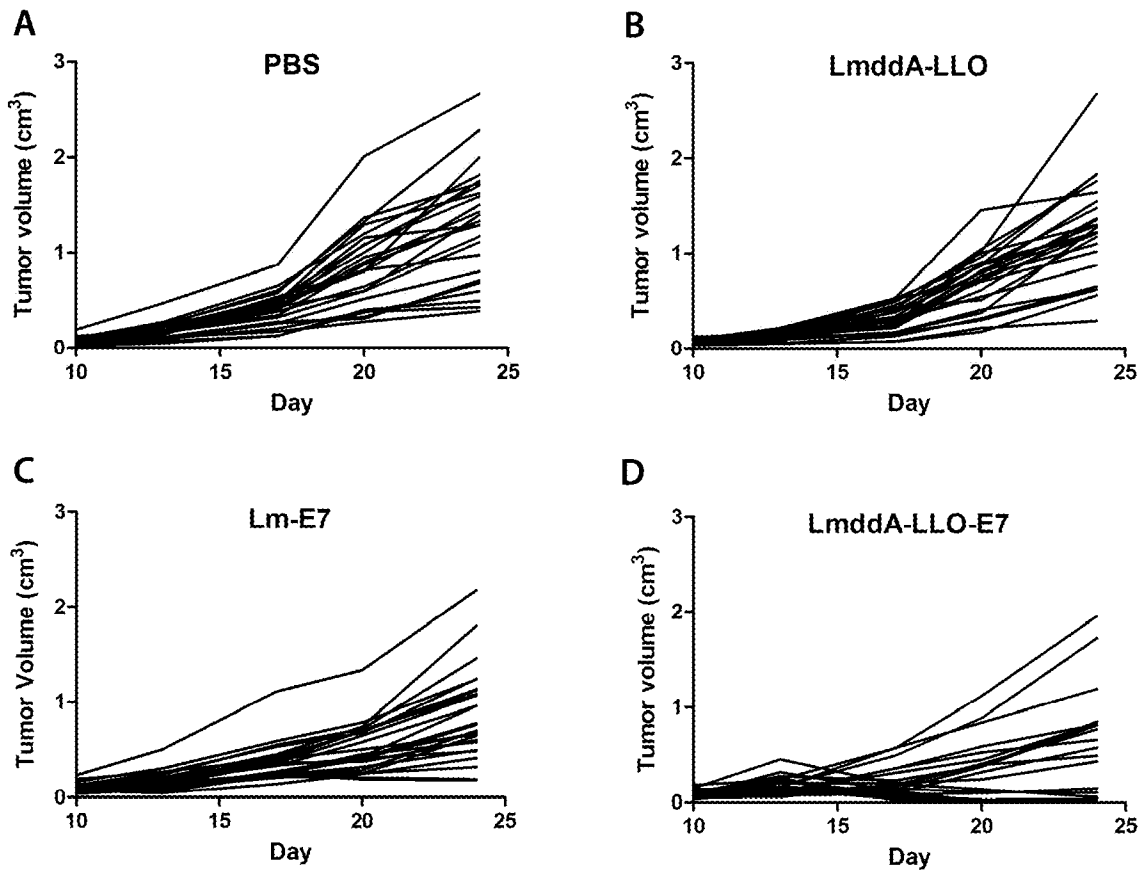 A
PBS
3
2
1
0
Tumor volume (cm³)
10 15 20 25
Day
B
LmddA-LLO
3
2
1
0
Tumor volume (cm³)
10 15 20 25
Day
C
Lm-E7
3
2
1
0
Tumor Volume (cm³)
10 15 20 25
Day
D
LmddA-LLO-E7
3
2
1
0
Tumor volume (cm³)
10 15 20 25
Day